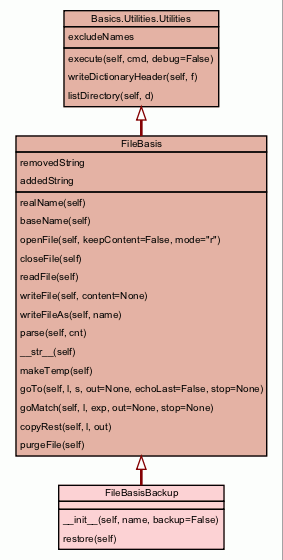 Basics.Utilities.Utilities
excludeNames
execute(self, cmd, debug=False)
writeDictionaryHeader(self, f)
listDirectory(self, d)
FileBasis
removedString
addedString
realName(self)
baseName(self)
openFile(self, keepContent=False, mode="r")
closeFile(self)
readFile(self)
writeFile(self, content=None)
writeFileAs(self, name)
parse(self, cnt)
__str__(self)
makeTemp(self)
goTo(self, l, s, out=None, echoLast=False, stop=None)
goMatch(self, l, exp, out=None, stop=None)
copyRest(self, l, out)
purgeFile(self)
FileBasisBackup
__init__(self, name, backup=False)
restore(self)